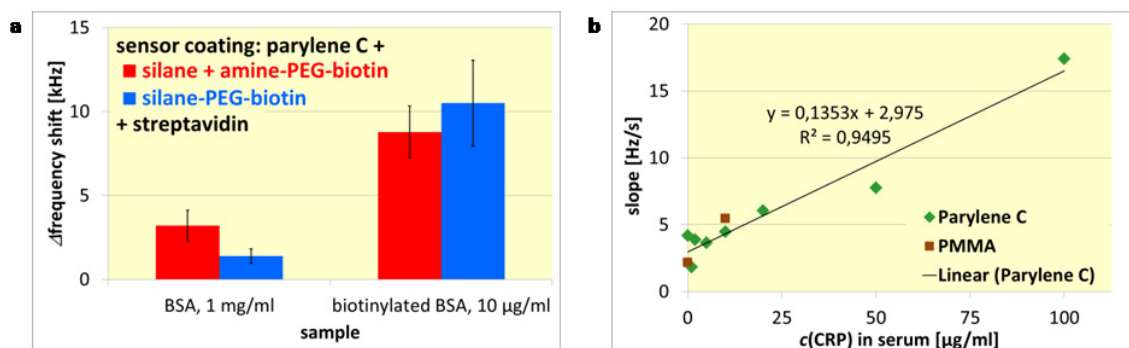 a
15
10
5
0
Δfrequency shift [kHz]
sensor coating: parylene C +
silane + amine-PEG-biotin
silane-PEG-biotin
+ streptavidin
BSA, 1 mg/ml
biotinylated BSA, 10 µg/ml
sample
b
20
15
10
5
0
slope [Hz/s]
y = 0,1353x + 2,975
R² = 0,9495
Parylene C
PMMA
Linear (Parylene C)
0 25 50 75 100
c(CRP) in serum [µg/ml]